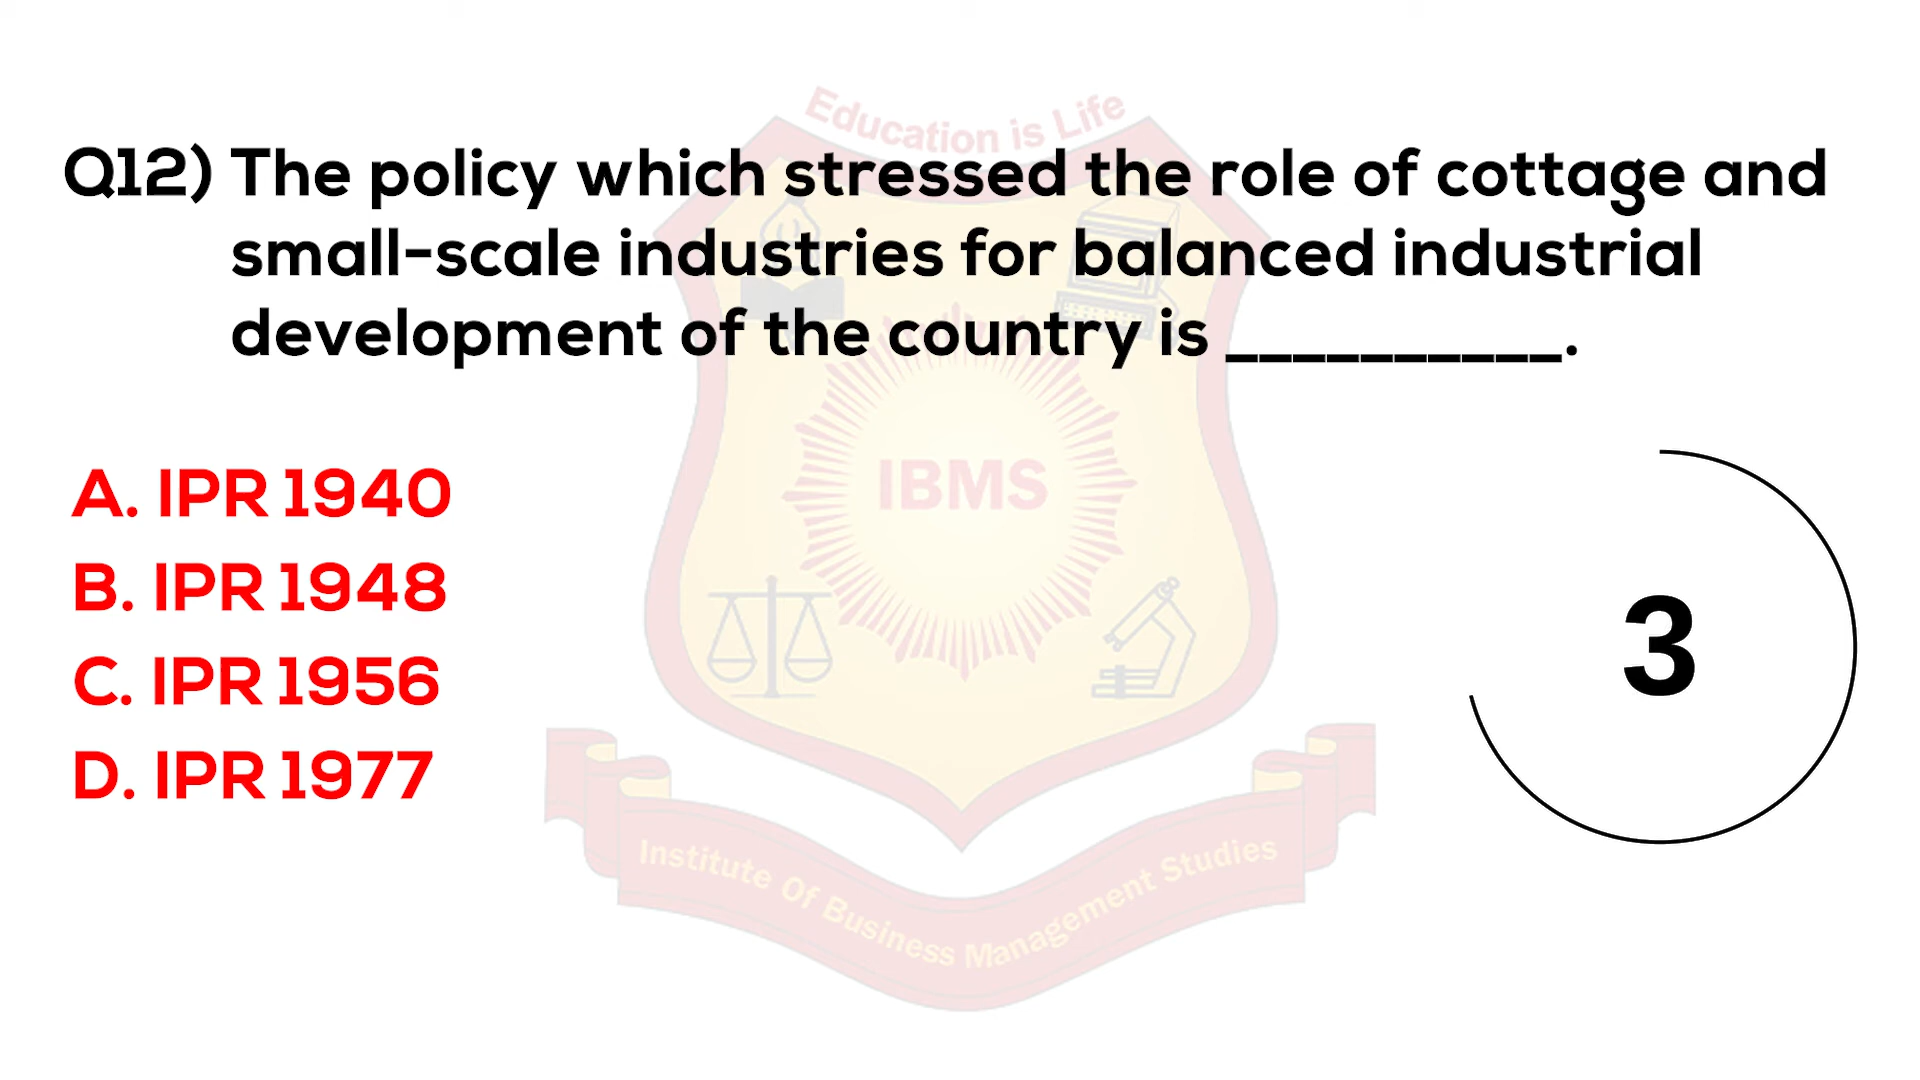 Education is Life
Q12) The policy which stressed the role of cottage and
small-scale industries for balanced industrial
development of the country is __________.
IBMS
A. IPR 1940
B. IPR 1948
C. IPR 1956
D. IPR 1977
3
Institute Of Business Management Studies